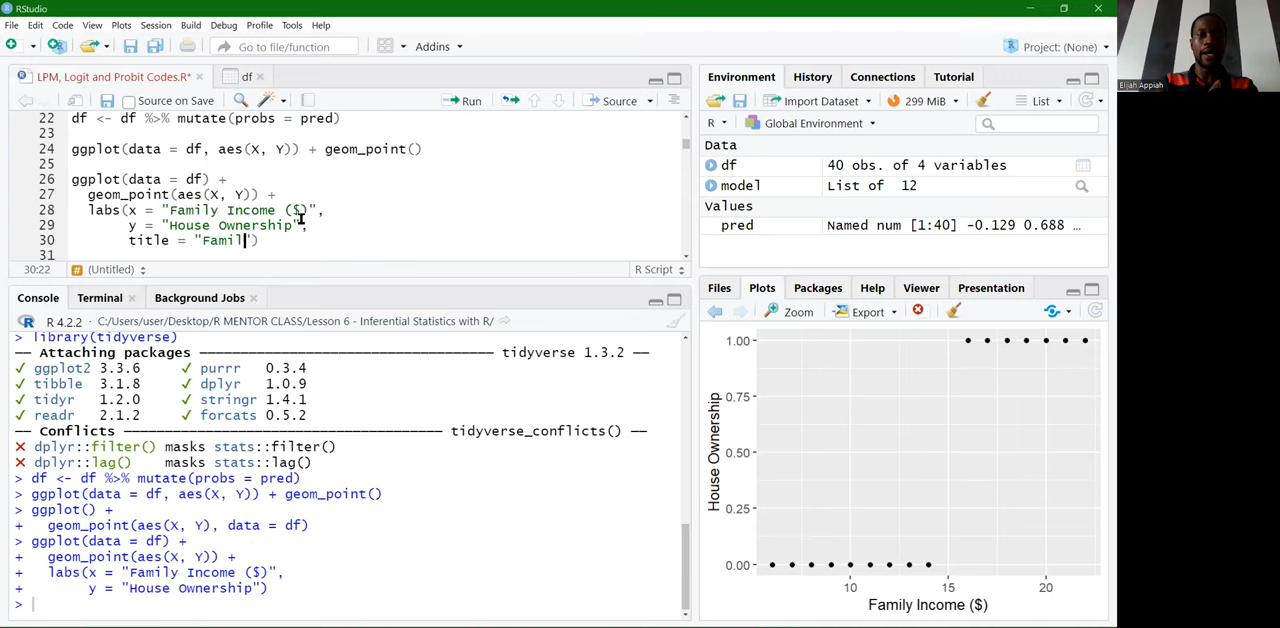 RStudio
File Edit Code View Plots Session Build Debug Profile Tools Help
Go to file/function Addins Project: (None)
LPM, Logit and Probit Codes.R* df
Source on Save Run Source
22 df <- df %>% mutate(probs = pred)
23
24 ggplot(data = df, aes(X, Y)) + geom_point()
25
26 ggplot(data = df) +
27 geom_point(aes(X, Y)) +
28 labs(x = "Family Income ($)",
29 y = "House Ownership",
30 title = "Famil")
31
30:22 # (Untitled) R Script
Console Terminal Background Jobs
R 4.2.2 · C:/Users/user/Desktop/R MENTOR CLASS/Lesson 6 - Inferential Statistics with R/
> library(tidyverse)
── Attaching packages ── tidyverse 1.3.2 ──
✓ ggplot2 3.3.6 ✓ purrr 0.3.4
✓ tibble 3.1.8 ✓ dplyr 1.0.9
✓ tidyr 1.2.0 ✓ stringr 1.4.1
✓ readr 2.1.2 ✓ forcats 0.5.2
── Conflicts ── tidyverse_conflicts() ──
✗ dplyr::filter() masks stats::filter()
✗ dplyr::lag() masks stats::lag()
> df <- df %>% mutate(probs = pred)
> ggplot(data = df, aes(X, Y)) + geom_point()
> ggplot() +
+ geom_point(aes(X, Y), data = df)
> ggplot(data = df) +
+ geom_point(aes(X, Y)) +
+ labs(x = "Family Income ($)",
+ y = "House Ownership")
>
Environment History Connections Tutorial
Import Dataset 299 MiB List
R Global Environment
Data
df 40 obs. of 4 variables
model List of 12
Values
pred Named num [1:40] -0.129 0.688 …
Files Plots Packages Help Viewer Presentation
Zoom Export
1.00
0.75
0.50
0.25
0.00
House Ownership
10 15 20
Family Income ($)
Elijah Appiah